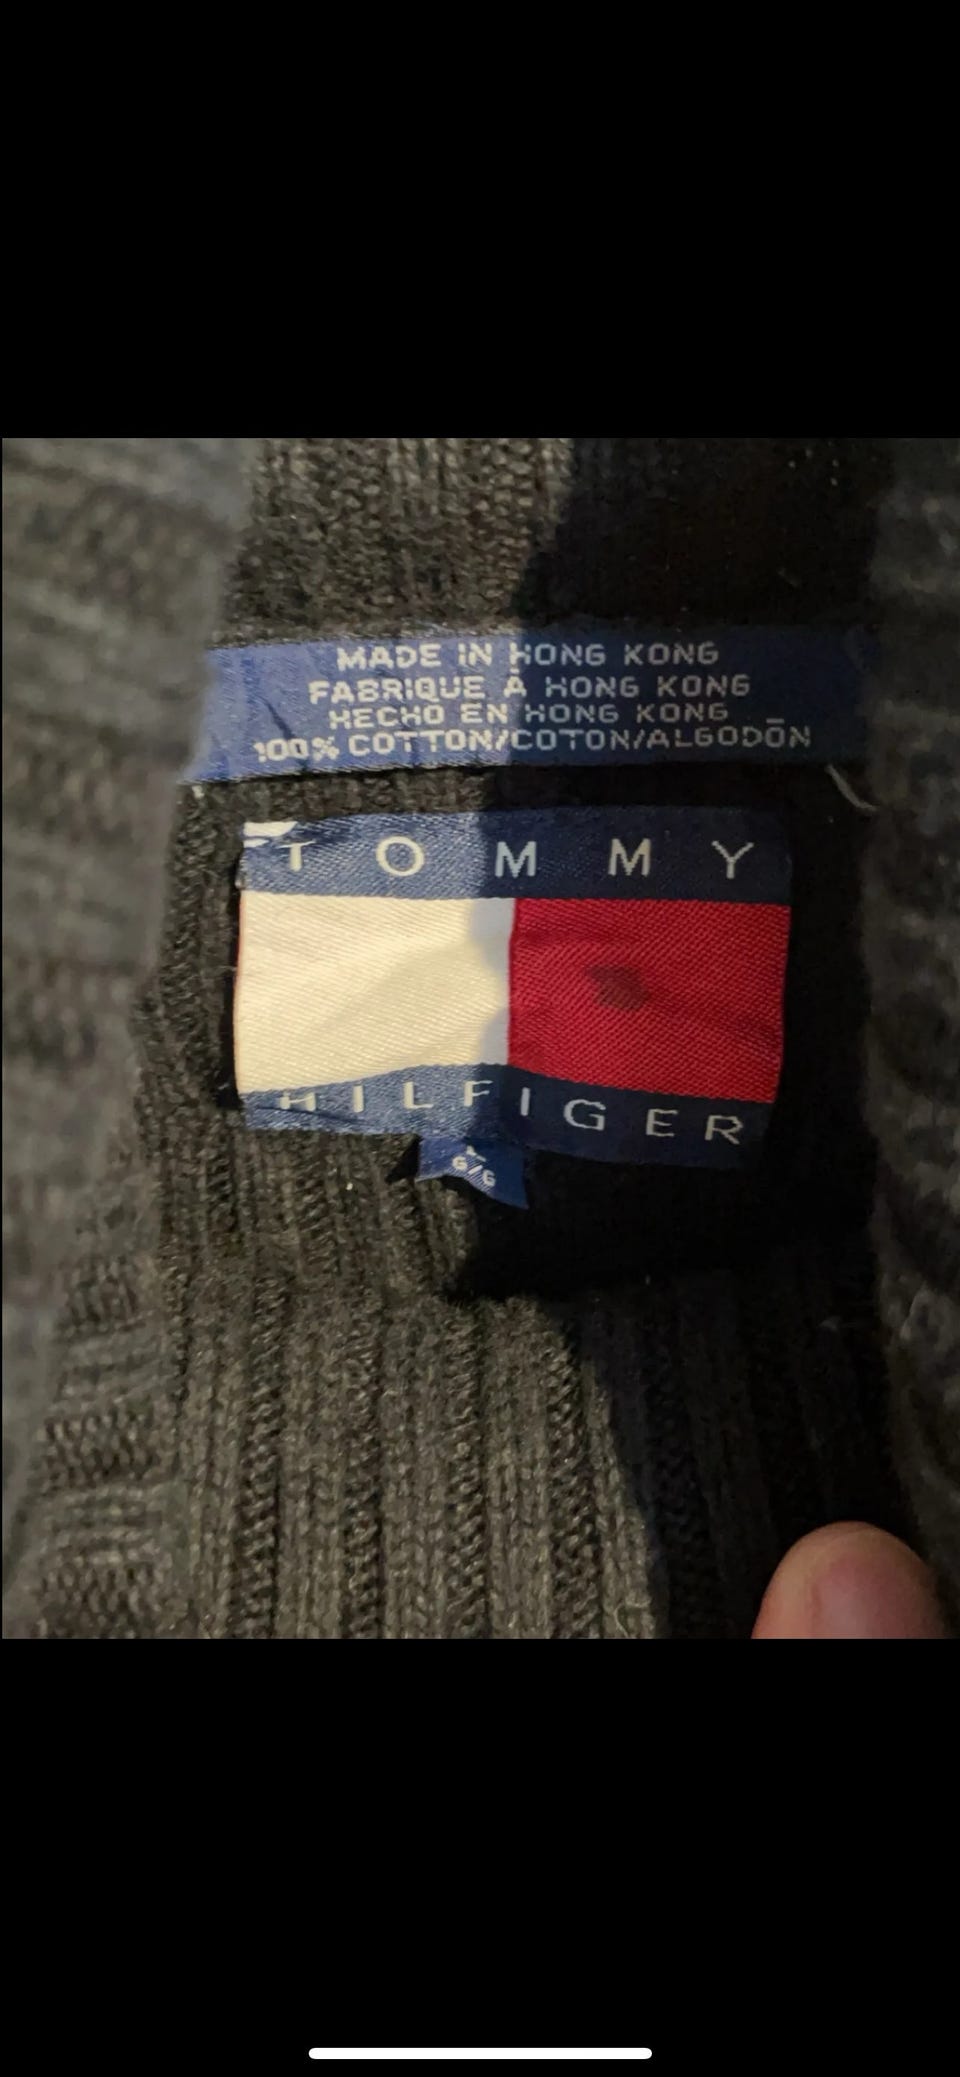 MADE IN HONG KONG
FABRIQUE À HONG KONG
HECHO EN HONG KONG
100% COTTON/COTON/ALGODÓN
TOMMY
HILFIGER
L
G/G